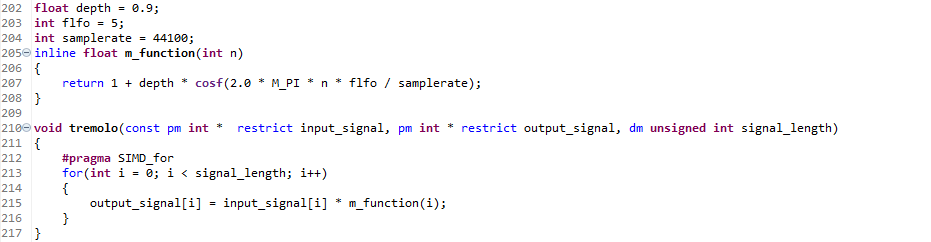 202 float depth = 0.9;
203 int flfo = 5;
204 int samplerate = 44100;
205 inline float m_function(int n)
206 {
207     return 1 + depth * cosf(2.0 * M_PI * n * flfo / samplerate);
208 }
209
210 void tremolo(const pm int *  restrict input_signal, pm int * restrict output_signal, dm unsigned int signal_length)
211 {
212     #pragma SIMD_for
213     for(int i = 0; i < signal_length; i++)
214     {
215         output_signal[i] = input_signal[i] * m_function(i);
216     }
217 }